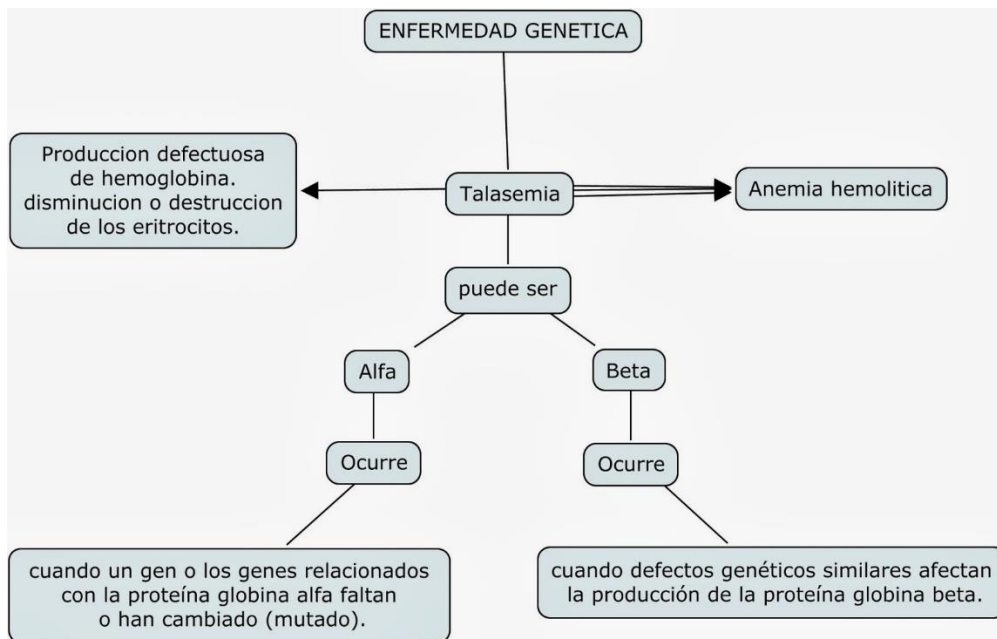 ENFERMEDAD GENETICA
Produccion defectuosa
de hemoglobina.
disminucion o destruccion
de los eritrocitos.
Talasemia
Anemia hemolitica
puede ser
Alfa
Beta
Ocurre
Ocurre
cuando un gen o los genes relacionados
con la proteína globina alfa faltan
o han cambiado (mutado).
cuando defectos genéticos similares afectan
la producción de la proteína globina beta.